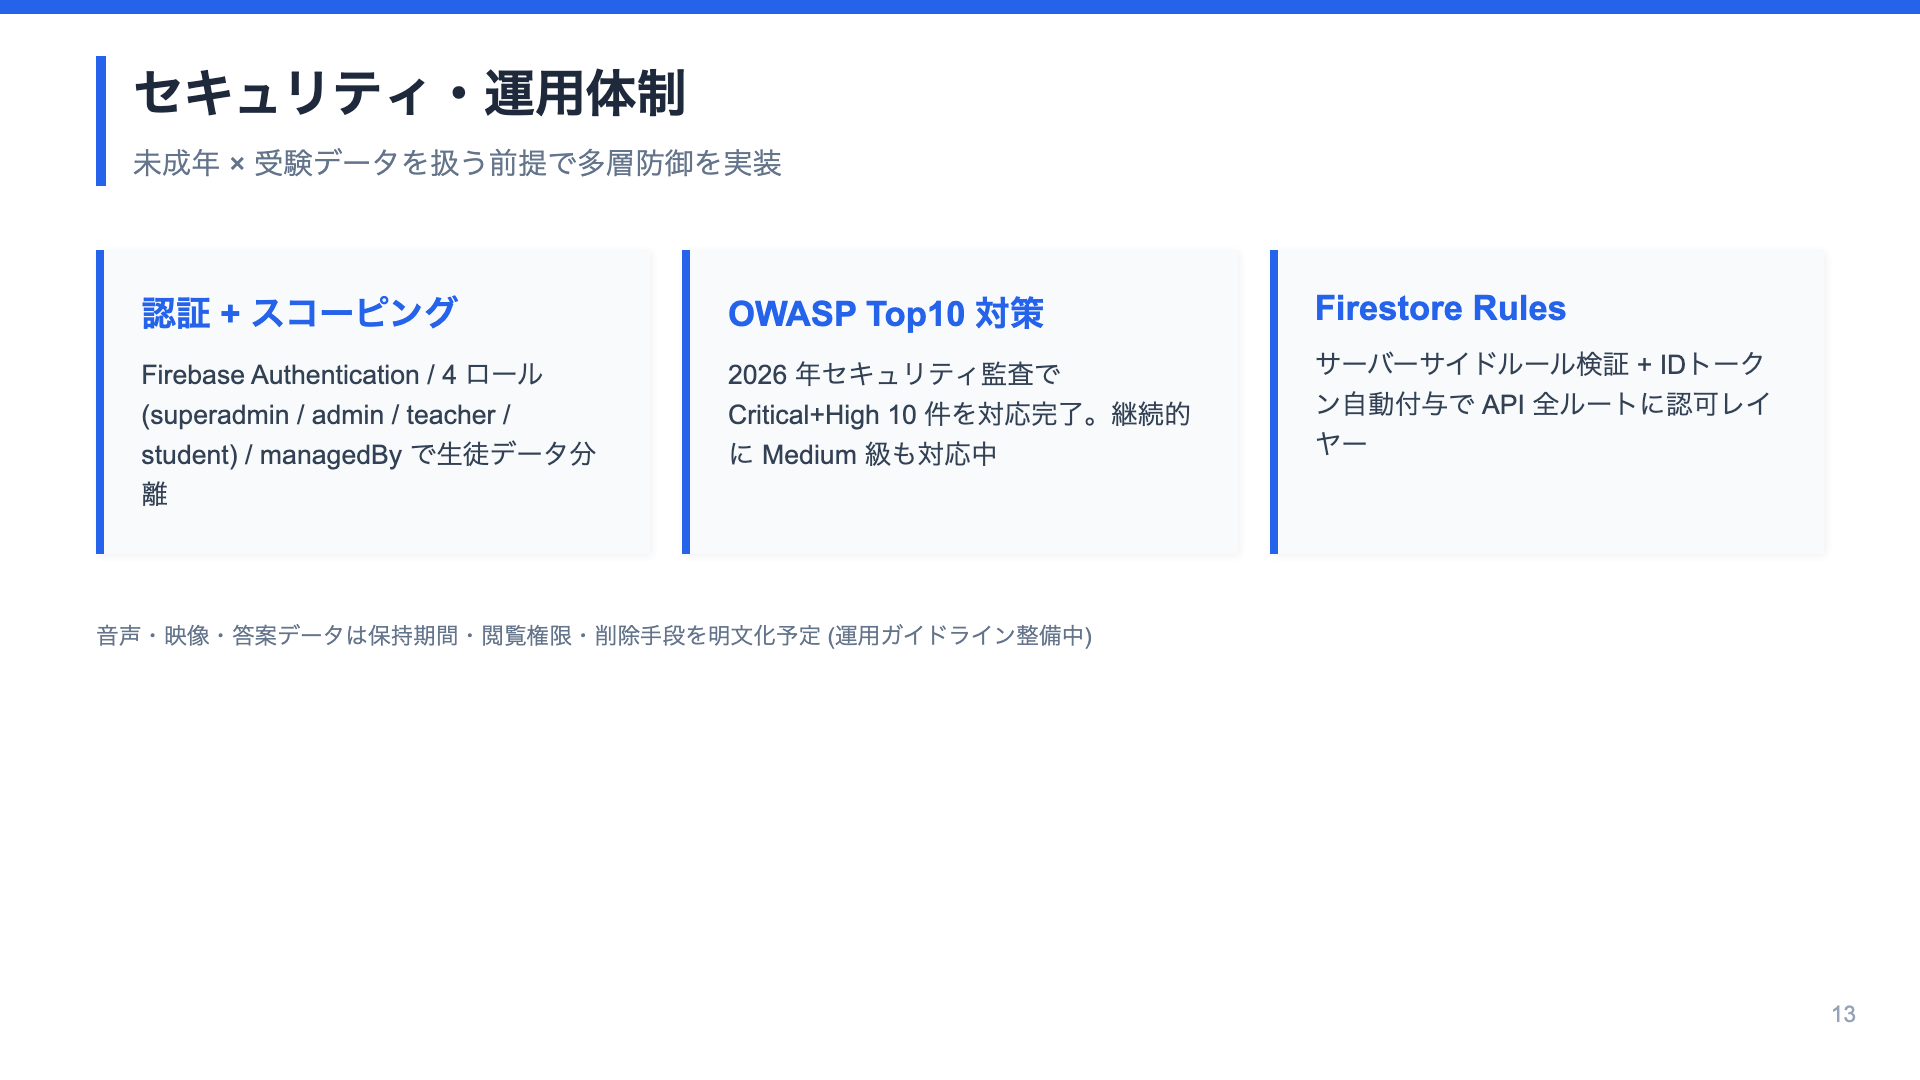 セキュリティ・運用体制
未成年 × 受験データを扱う前提で多層防御を実装
認証 + スコーピング
Firebase Authentication / 4 ロール
(superadmin / admin / teacher /
student) / managedBy で生徒データ分
離
OWASP Top10 対策
2026 年セキュリティ監査で
Critical+High 10 件を対応完了。継続的
に Medium 級も対応中
Firestore Rules
サーバーサイドルール検証 + IDトーク
ン自動付与で API 全ルートに認可レイ
ヤー
音声・映像・答案データは保持期間・閲覧権限・削除手段を明文化予定 (運用ガイドライン整備中)
13